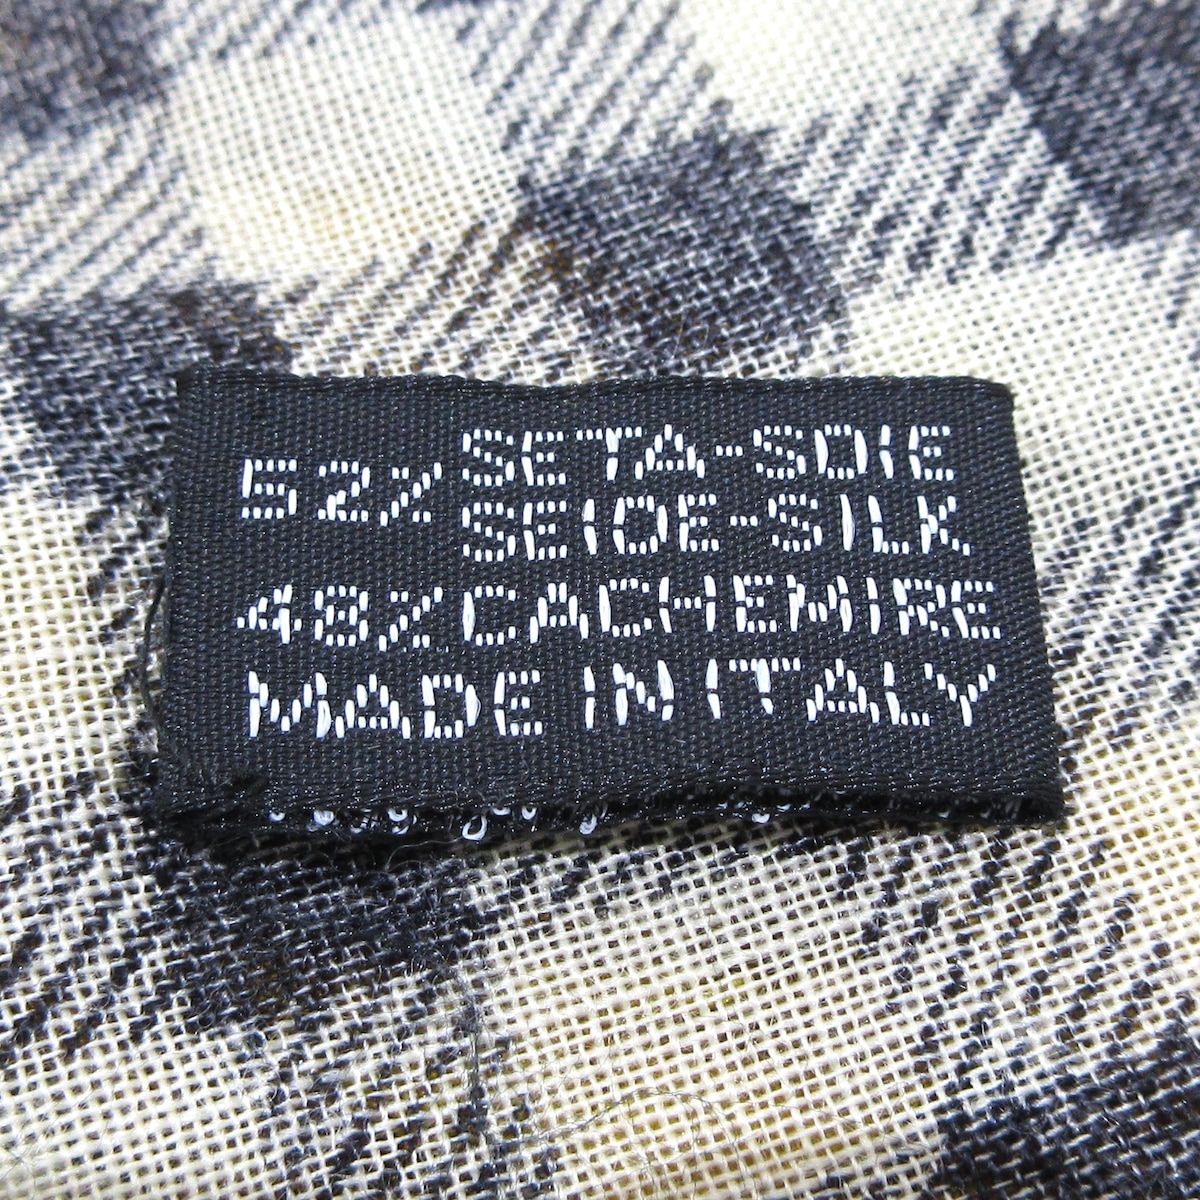 52% SETA-SOIE
SEIDE-SILK
48% CACHEMIRE
MADE IN ITALY